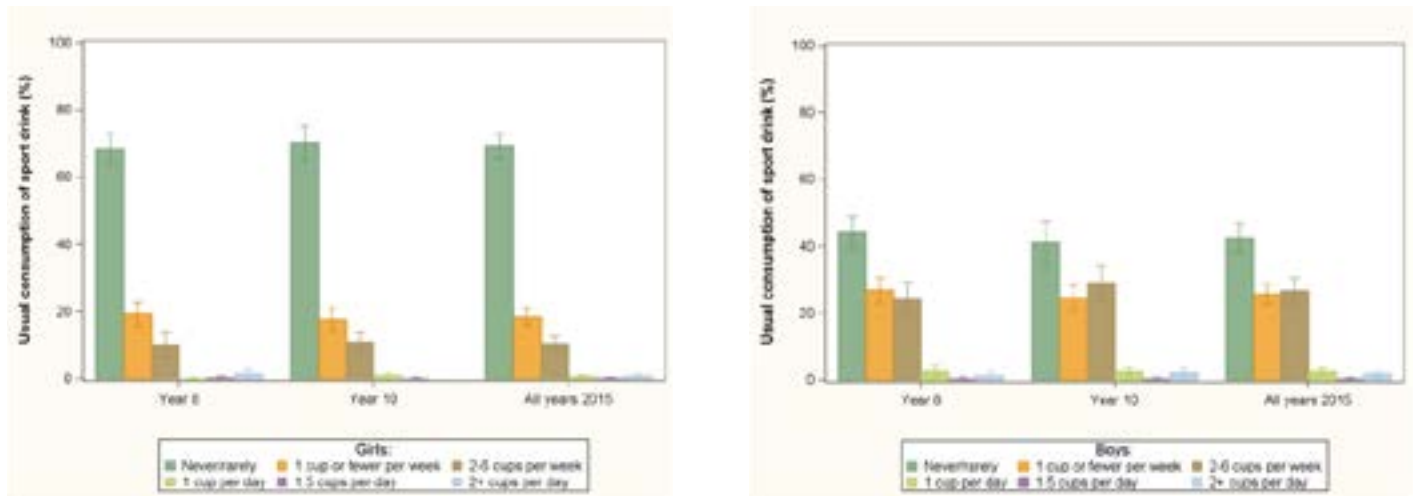 100
80
60
40
20
0
Usual consumption of sport drink (%)
Year 8
Year 10
All years 2015
Girls:
Never/rarely 1 cup or fewer per week 2-6 cups per week
1 cup per day 1.5 cups per day 2+ cups per day
100
80
60
40
20
0
Usual consumption of sport drink (%)
Year 8
Year 10
All years 2015
Boys
Never/rarely 1 cup or fewer per week 2-6 cups per week
1 cup per day 1.5 cups per day 2+ cups per day